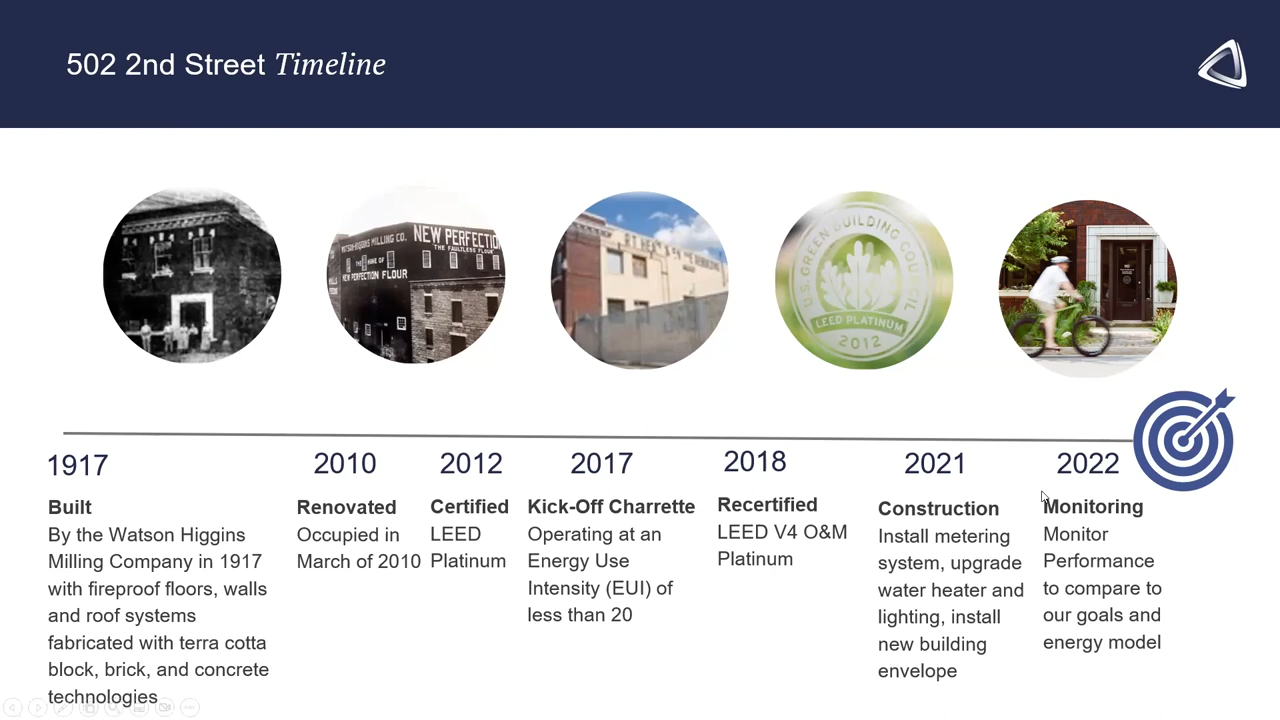 502 2nd Street Timeline
WATSON-HIGGINS MILLING CO.
NEW PERFECTIO
THE FAULTLESS FLOUR
THE HOME OF
NEW PERFECTION FLOUR
U.S. GREEN BUILDING COUNCIL
LEED PLATINUM
2012
1917
Built
By the Watson Higgins
Milling Company in 1917
with fireproof floors, walls
and roof systems
fabricated with terra cotta
block, brick, and concrete
technologies
2010
Renovated
Occupied in
March of 2010
2012
Certified
LEED
Platinum
2017
Kick-Off Charrette
Operating at an
Energy Use
Intensity (EUI) of
less than 20
2018
Recertified
LEED V4 O&M
Platinum
2021
Construction
Install metering
system, upgrade
water heater and
lighting, install
new building
envelope
2022
Monitoring
Monitor
Performance
to compare to
our goals and
energy model